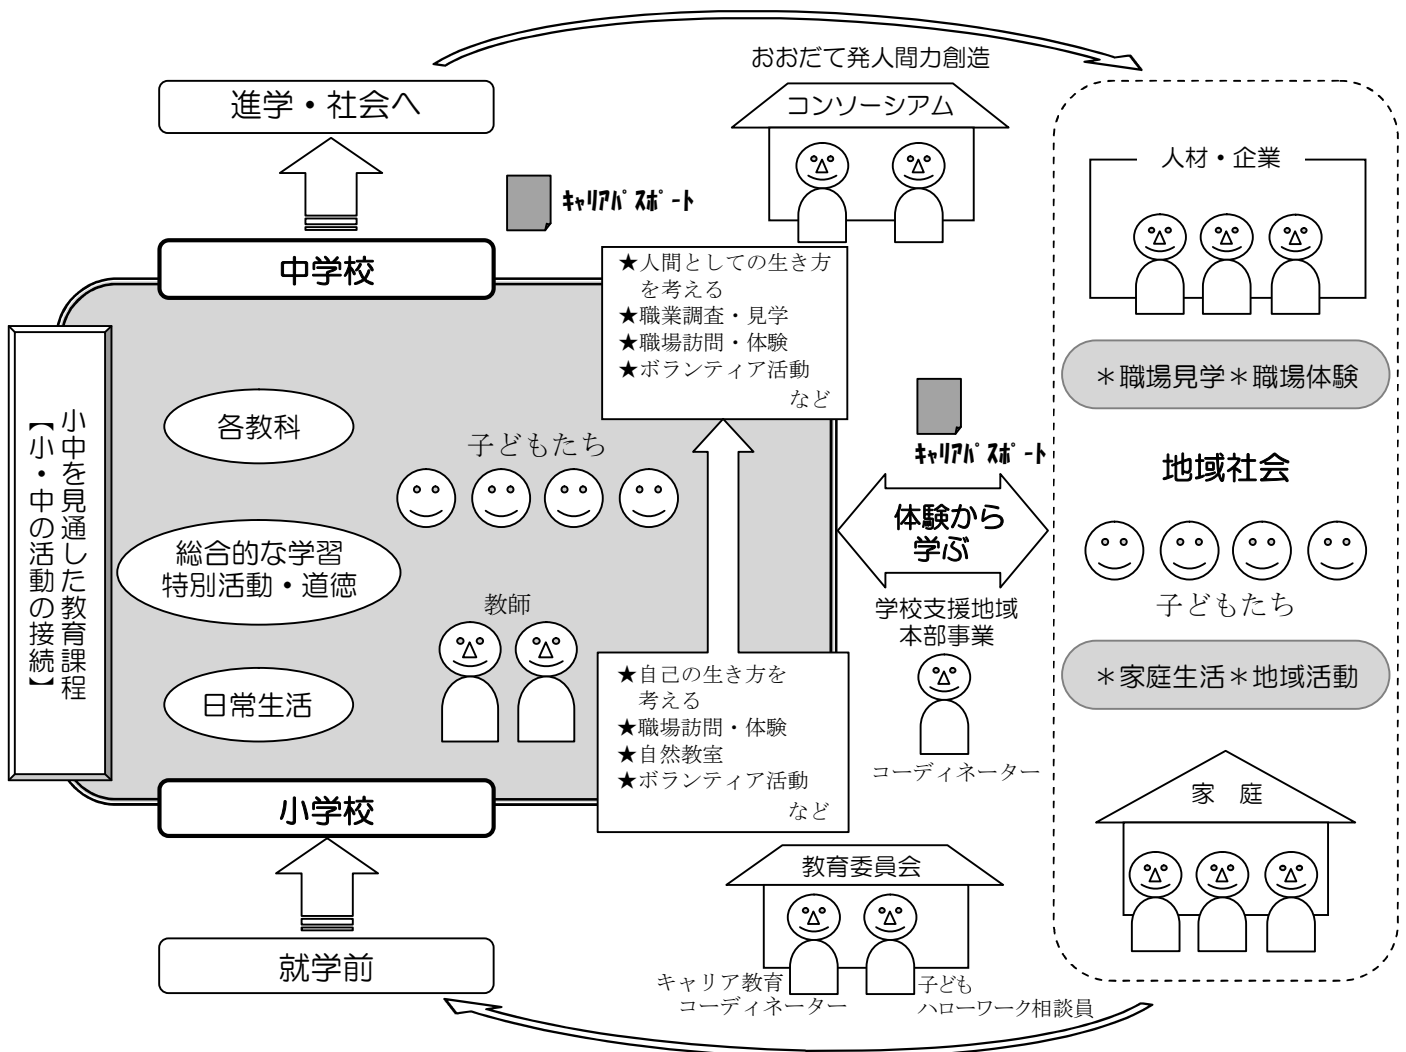 おおだて発人間力創造
コンソーシアム
進学・社会へ
人材・企業
キャリアパスポート
中学校
★人間としての生き方
を考える
★職業調査・見学
★職場訪問・体験
★ボランティア活動
など
＊職場見学＊職場体験
小中を見通した教育課程
【小・中の活動の接続】
各教科
子どもたち
キャリアパスポート
地域社会
体験から
学ぶ
総合的な学習
特別活動・道徳
教師
学校支援地域
本部事業
子どもたち
★自己の生き方を
考える
★職場訪問・体験
★自然教室
★ボランティア活動
など
＊家庭生活＊地域活動
日常生活
コーディネーター
小学校
家　庭
教育委員会
就学前
キャリア教育
コーディネーター
子ども
ハローワーク相談員